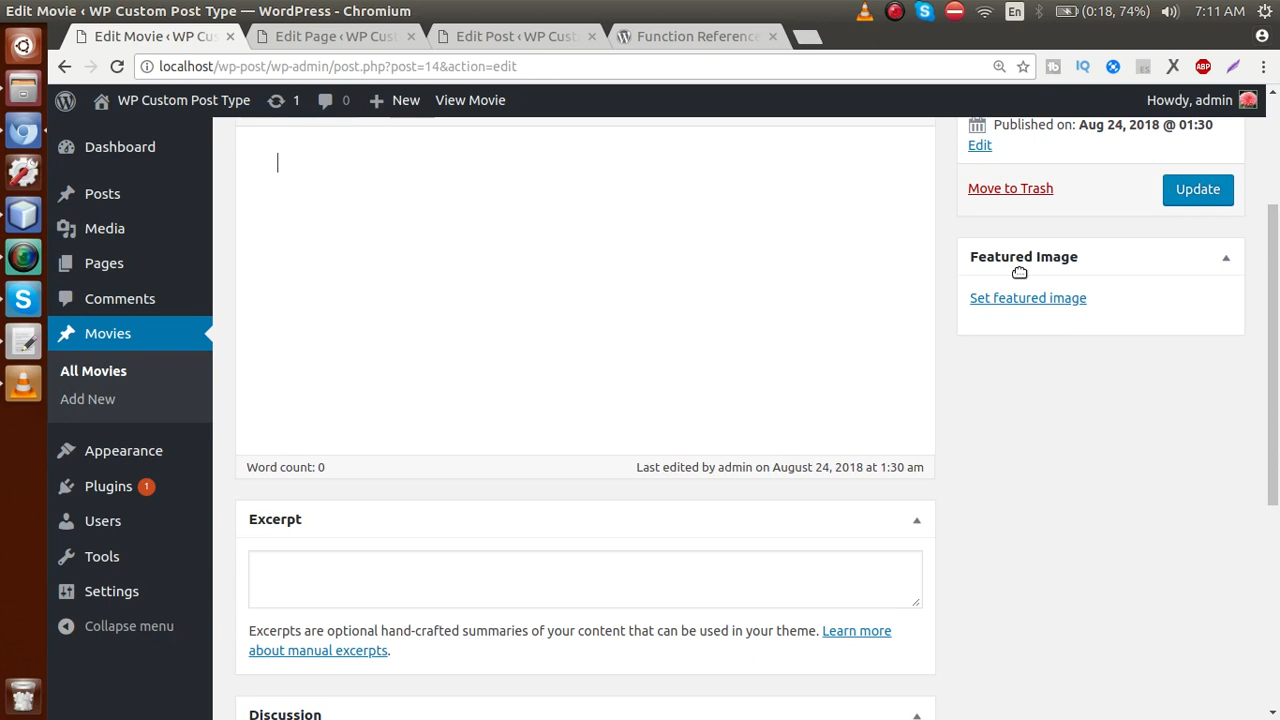 Edit Movie ‹ WP Custom Post Type — WordPress - Chromium
En
(0:18, 74%)
7:11 AM
Edit Movie ‹ WP Cus
Edit Page ‹ WP Cust
Edit Post ‹ WP Cust
Function Reference
localhost/wp-post/wp-admin/post.php?post=14&action=edit
WP Custom Post Type
1
0
New
View Movie
Howdy, admin
Dashboard
Posts
Media
Pages
Comments
Movies
All Movies
Add New
Appearance
Plugins 1
Users
Tools
Settings
Collapse menu
Word count: 0
Last edited by admin on August 24, 2018 at 1:30 am
Excerpt
Excerpts are optional hand-crafted summaries of your content that can be used in your theme. Learn more
about manual excerpts.
Discussion
Published on: Aug 24, 2018 @ 01:30
Edit
Move to Trash
Update
Featured Image
Set featured image